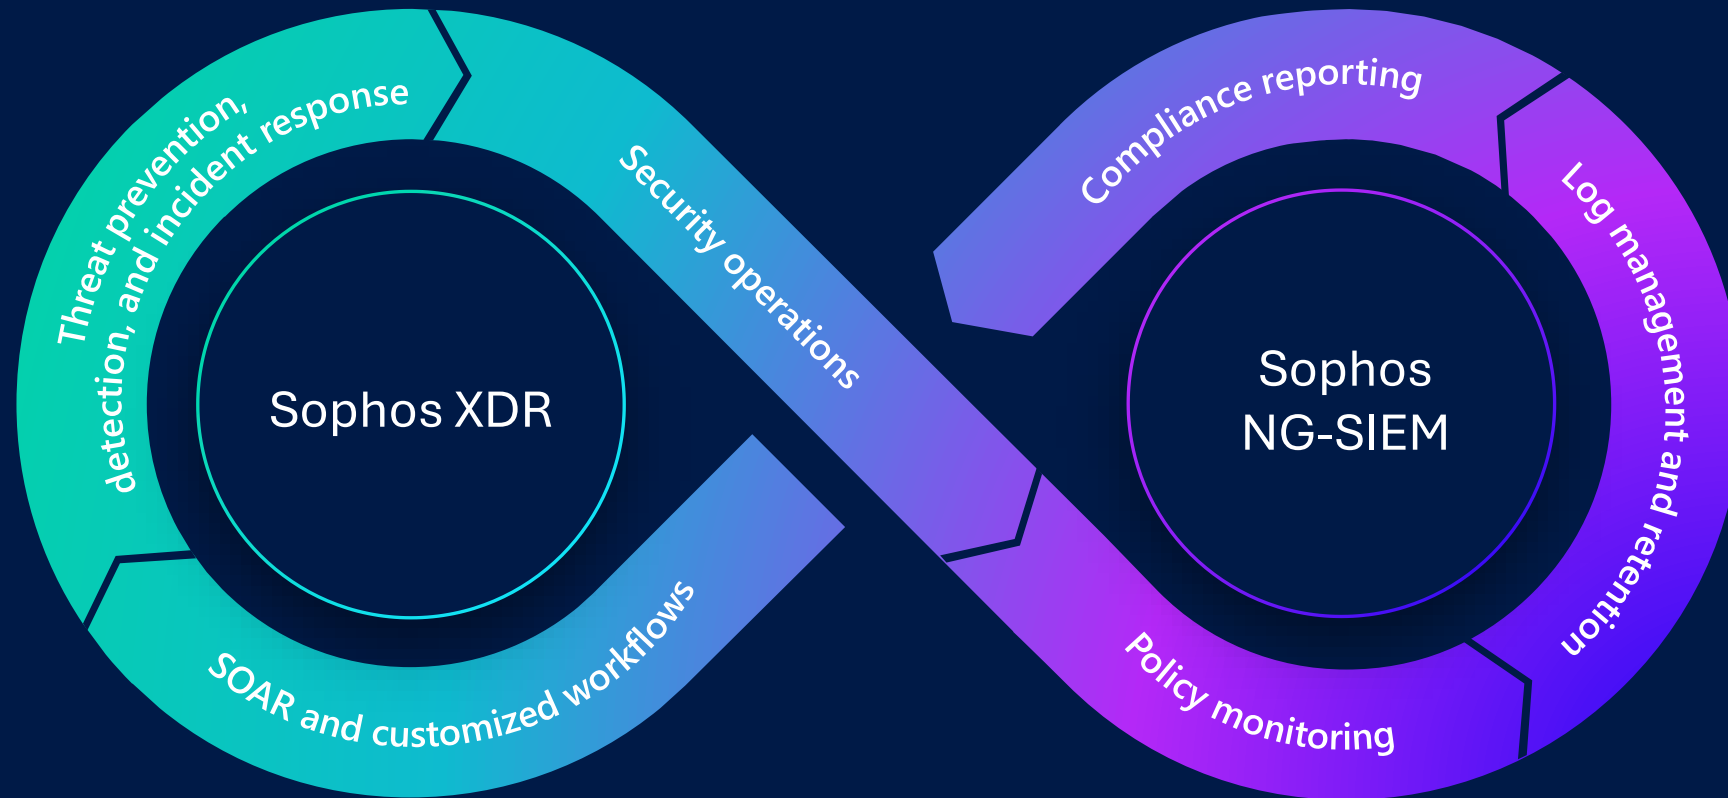 Threat prevention,
detection, and incident response
Security operations
Compliance reporting
Log management and retention
Sophos XDR
Sophos
NG-SIEM
SOAR and customized workflows
Policy monitoring